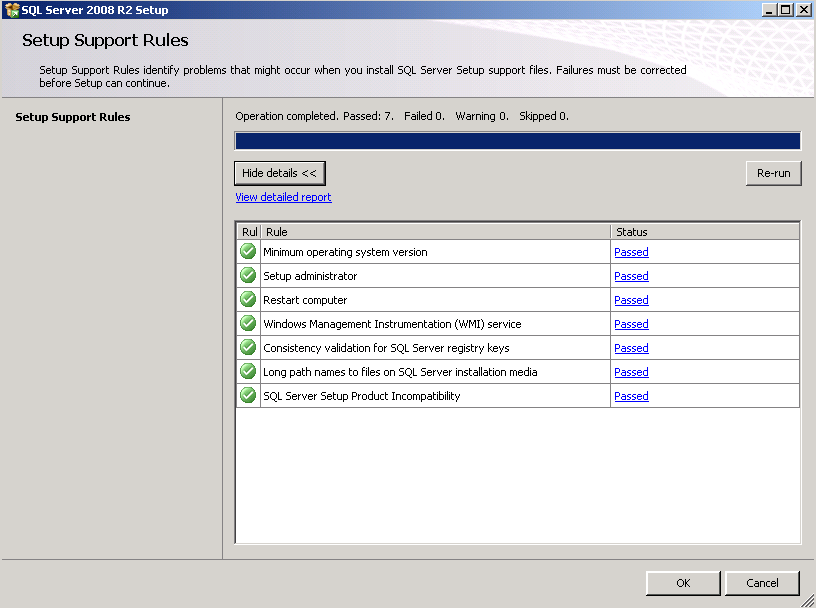 SQL Server 2008 R2 Setup
Setup Support Rules
Setup Support Rules identify problems that might occur when you install SQL Server Setup support files. Failures must be corrected
before Setup can continue.
Setup Support Rules
Operation completed. Passed: 7. Failed 0. Warning 0. Skipped 0.
Hide details <<
Re-run
View detailed report
Rul Rule Status
Minimum operating system version Passed
Setup administrator Passed
Restart computer Passed
Windows Management Instrumentation (WMI) service Passed
Consistency validation for SQL Server registry keys Passed
Long path names to files on SQL Server installation media Passed
SQL Server Setup Product Incompatibility Passed
OK Cancel